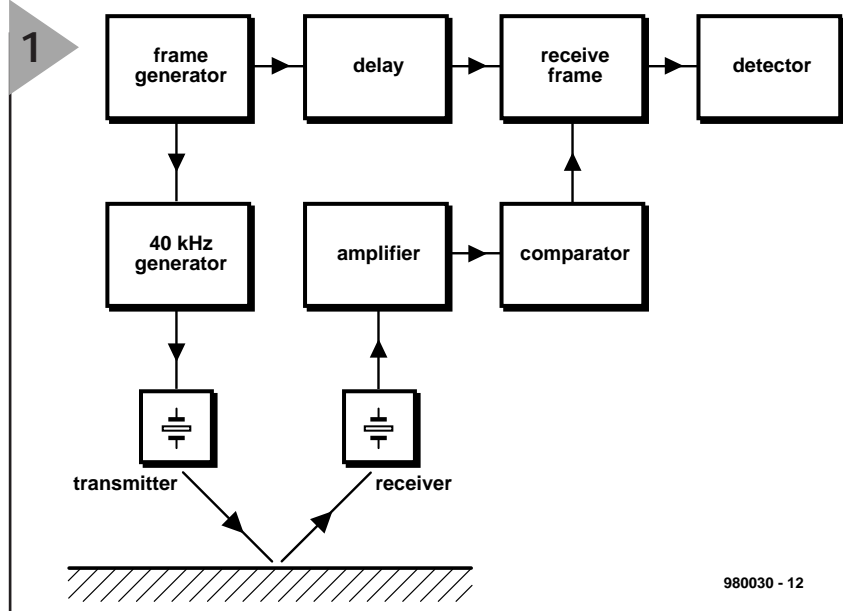 1
frame
generator
delay
receive
frame
detector
40 kHz
generator
amplifier
comparator
transmitter
receiver
980030 - 12